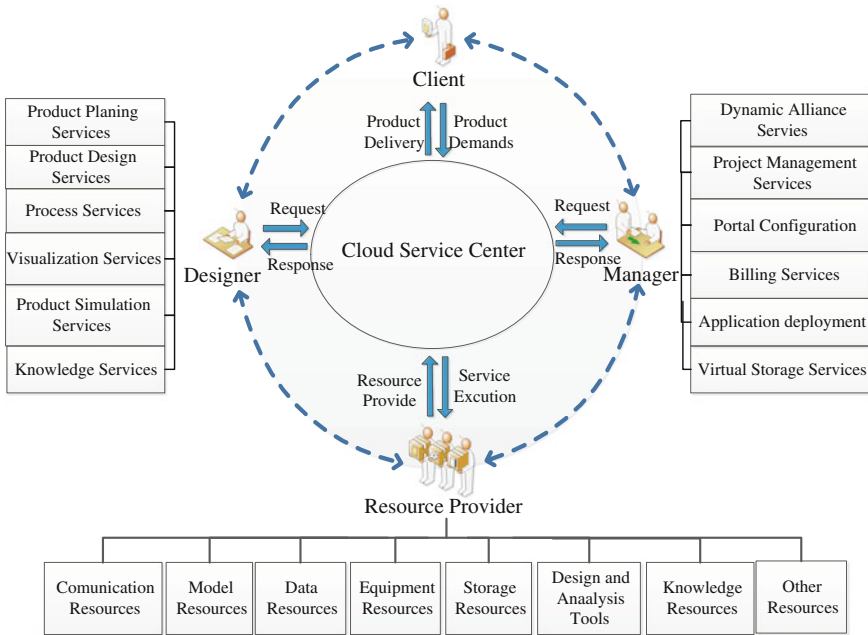 Client
Product
Delivery
Product
Demands
Product Planing
Services
Product Design
Services
Process Services
Visualization Services
Product Simulation
Services
Knowledge Services
Request
Response
Designer
Cloud Service Center
Request
Response
Manager
Dynamic Alliance
Servies
Project Management
Services
Portal Configuration
Billing Services
Application deployment
Virtual Storage Services
Resource
Provide
Service
Excution
Resource Provider
Comunication
Resources
Model
Resources
Data
Resources
Equipment
Resources
Storage
Resources
Design and
Anaalysis
Tools
Knowledge
Resources
Other
Resources